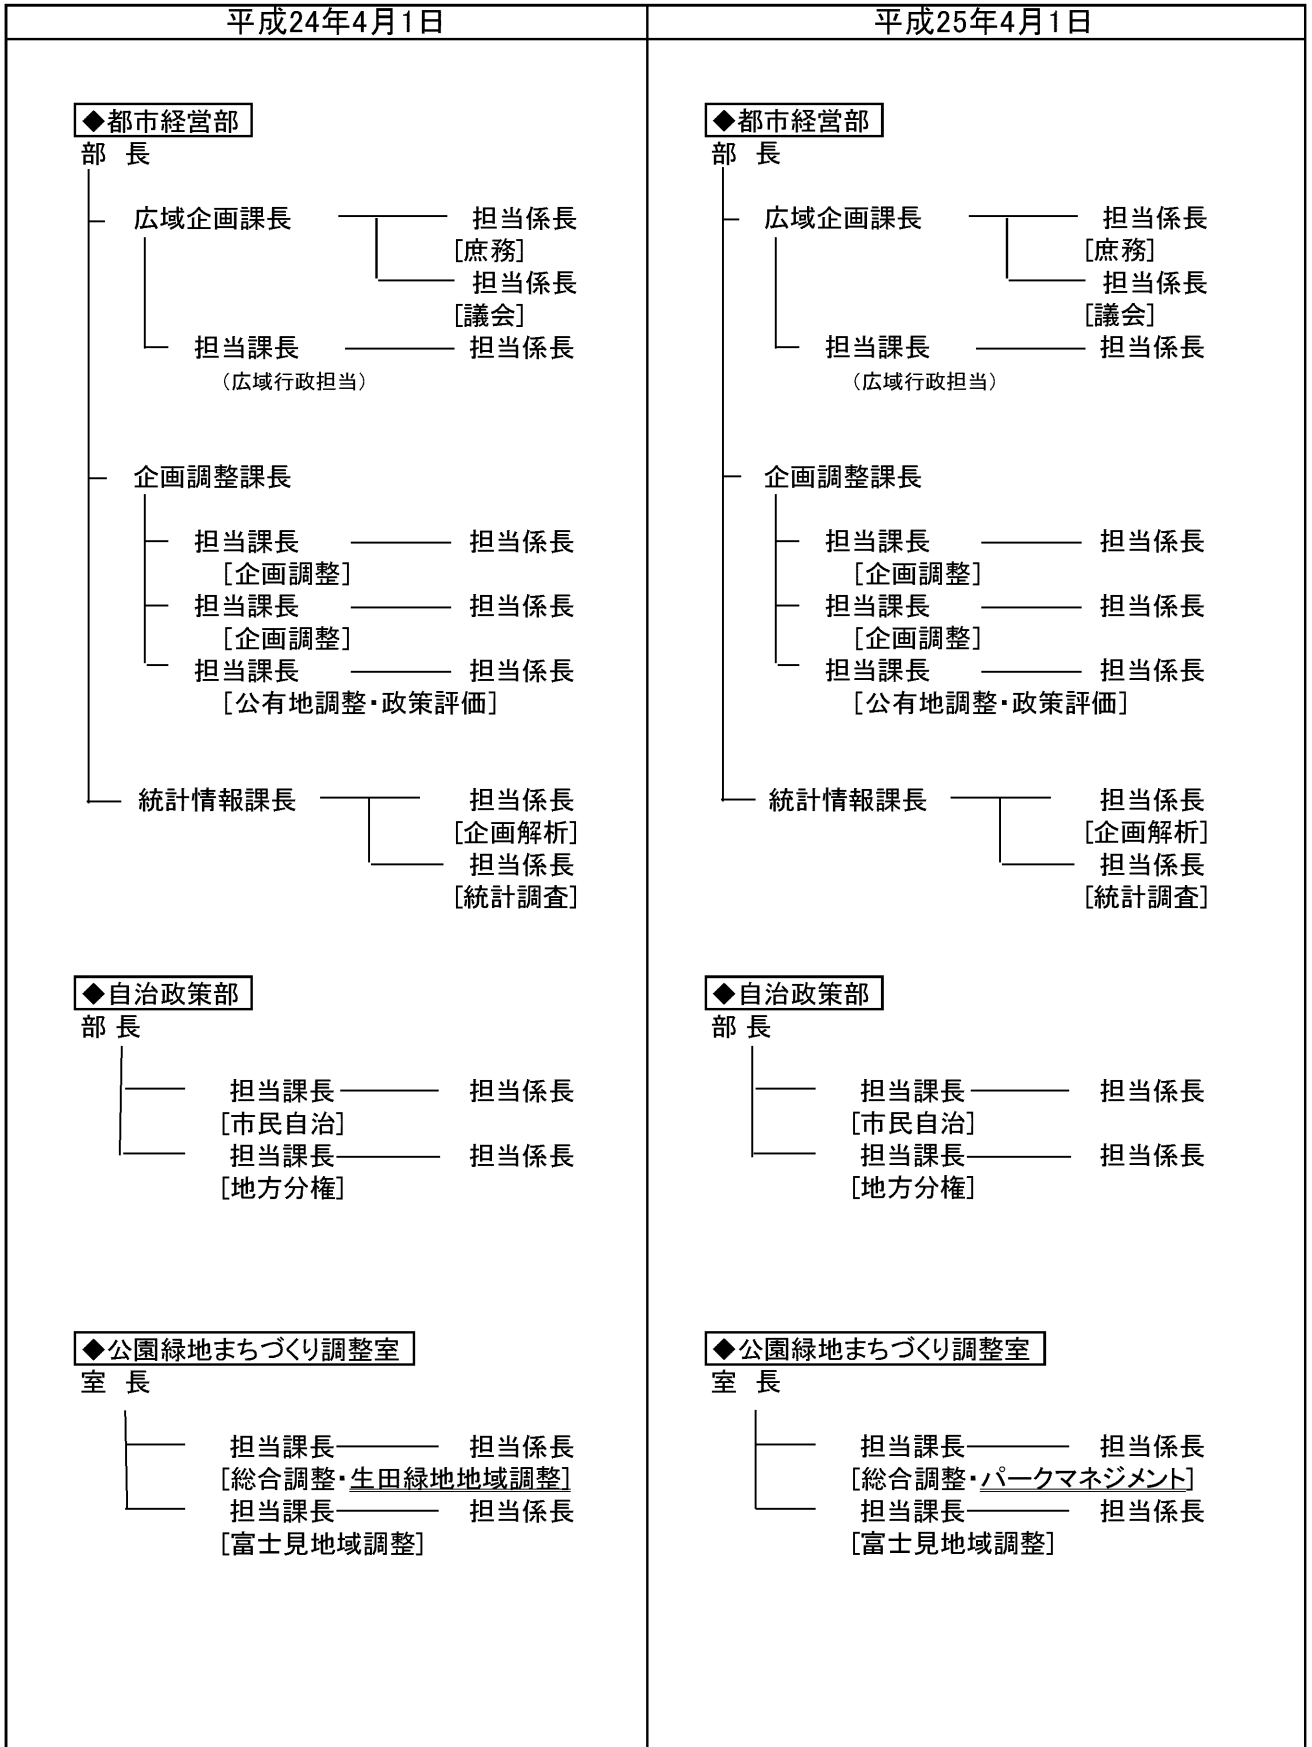 平成24年4月1日
◆都市経営部
部 長
広域企画課長 担当係長
[庶務]
担当係長
[議会]
担当課長 担当係長
（広域行政担当）
企画調整課長
担当課長 担当係長
[企画調整]
担当課長 担当係長
[企画調整]
担当課長 担当係長
[公有地調整・政策評価]
統計情報課長 担当係長
[企画解析]
担当係長
[統計調査]
◆自治政策部
部 長
担当課長 担当係長
[市民自治]
担当課長 担当係長
[地方分権]
◆公園緑地まちづくり調整室
室 長
担当課長 担当係長
[総合調整・生田緑地地域調整]
担当課長 担当係長
[富士見地域調整]
平成25年4月1日
◆都市経営部
部 長
広域企画課長 担当係長
[庶務]
担当係長
[議会]
担当課長 担当係長
（広域行政担当）
企画調整課長
担当課長 担当係長
[企画調整]
担当課長 担当係長
[企画調整]
担当課長 担当係長
[公有地調整・政策評価]
統計情報課長 担当係長
[企画解析]
担当係長
[統計調査]
◆自治政策部
部 長
担当課長 担当係長
[市民自治]
担当課長 担当係長
[地方分権]
◆公園緑地まちづくり調整室
室 長
担当課長 担当係長
[総合調整・パークマネジメント]
担当課長 担当係長
[富士見地域調整]